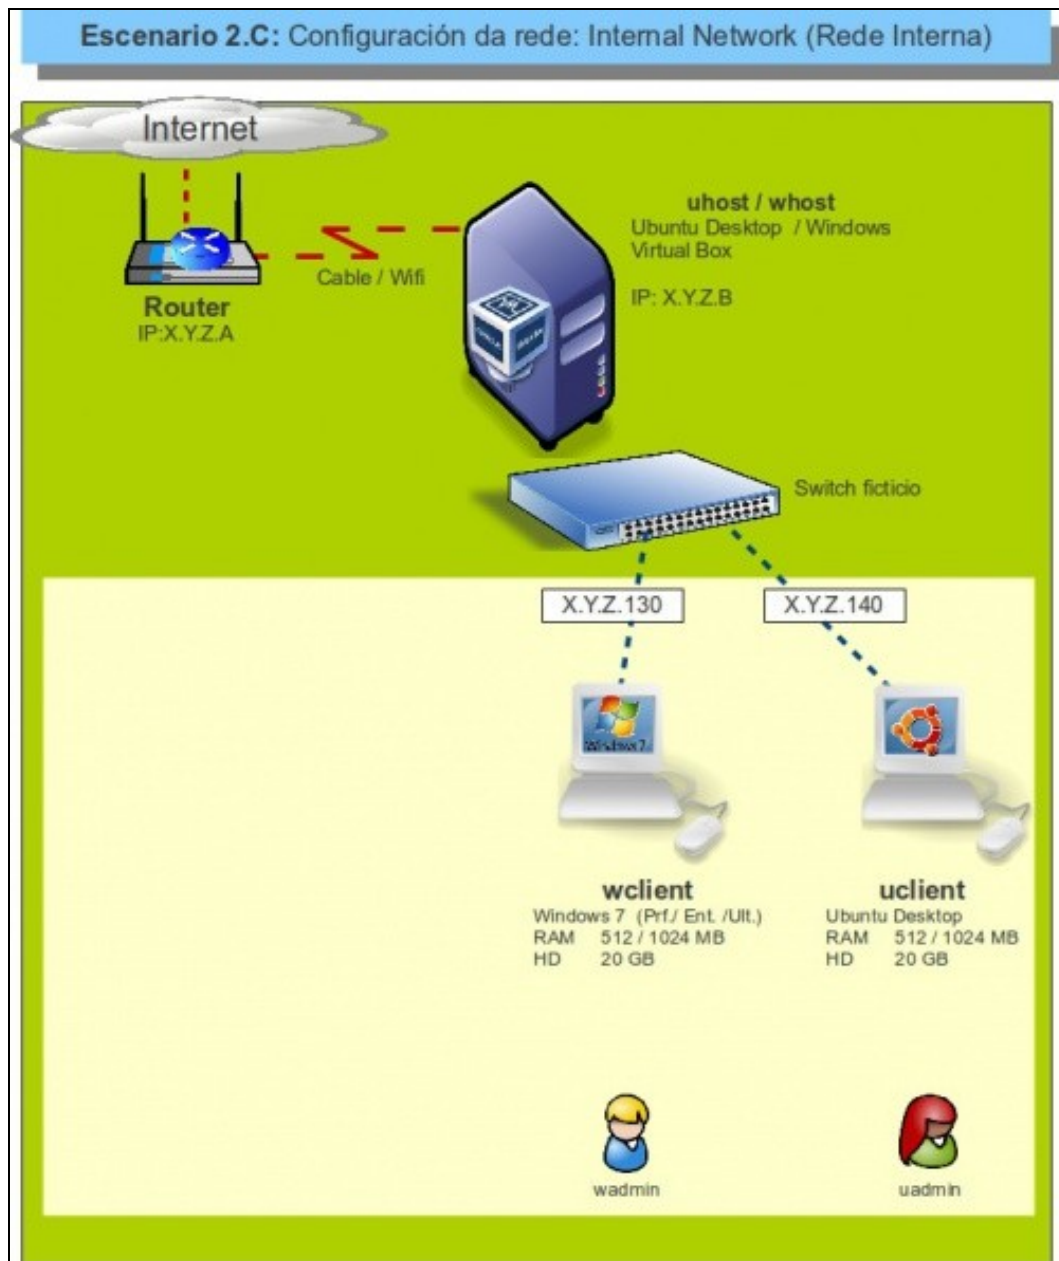 Escenario 2.C: Configuración da rede: Internal Network (Rede Interna)
Internet
uhost / whost
Ubuntu Desktop / Windows
Virtual Box
IP: X.Y.Z.B
Cable / Wifi
Router
IP:X.Y.Z.A
Switch ficticio
X.Y.Z.130
X.Y.Z.140
Windows 7
wclient
Windows 7 (Prf./ Ent. /Ult.)
RAM 512 / 1024 MB
HD 20 GB
uclient
Ubuntu Desktop
RAM 512 / 1024 MB
HD 20 GB
wadmin
uadmin